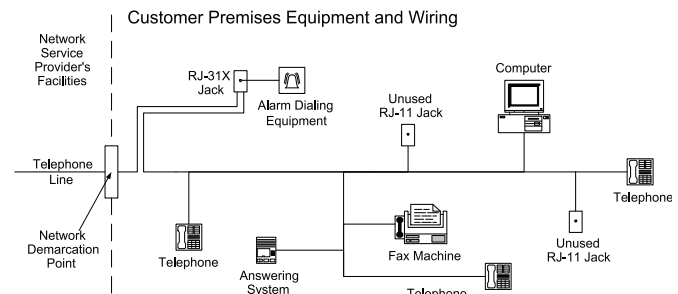 Customer Premises Equipment and Wiring
Network
Service
Provider's
Facilities
RJ-31X
Jack
Alarm Dialing
Equipment
Unused
RJ-11 Jack
Computer
Telephone
Line
Telephone
Network
Demarcation
Point
Telephone
Answering
System
Fax Machine
Telephone
Unused
RJ-11 Jack